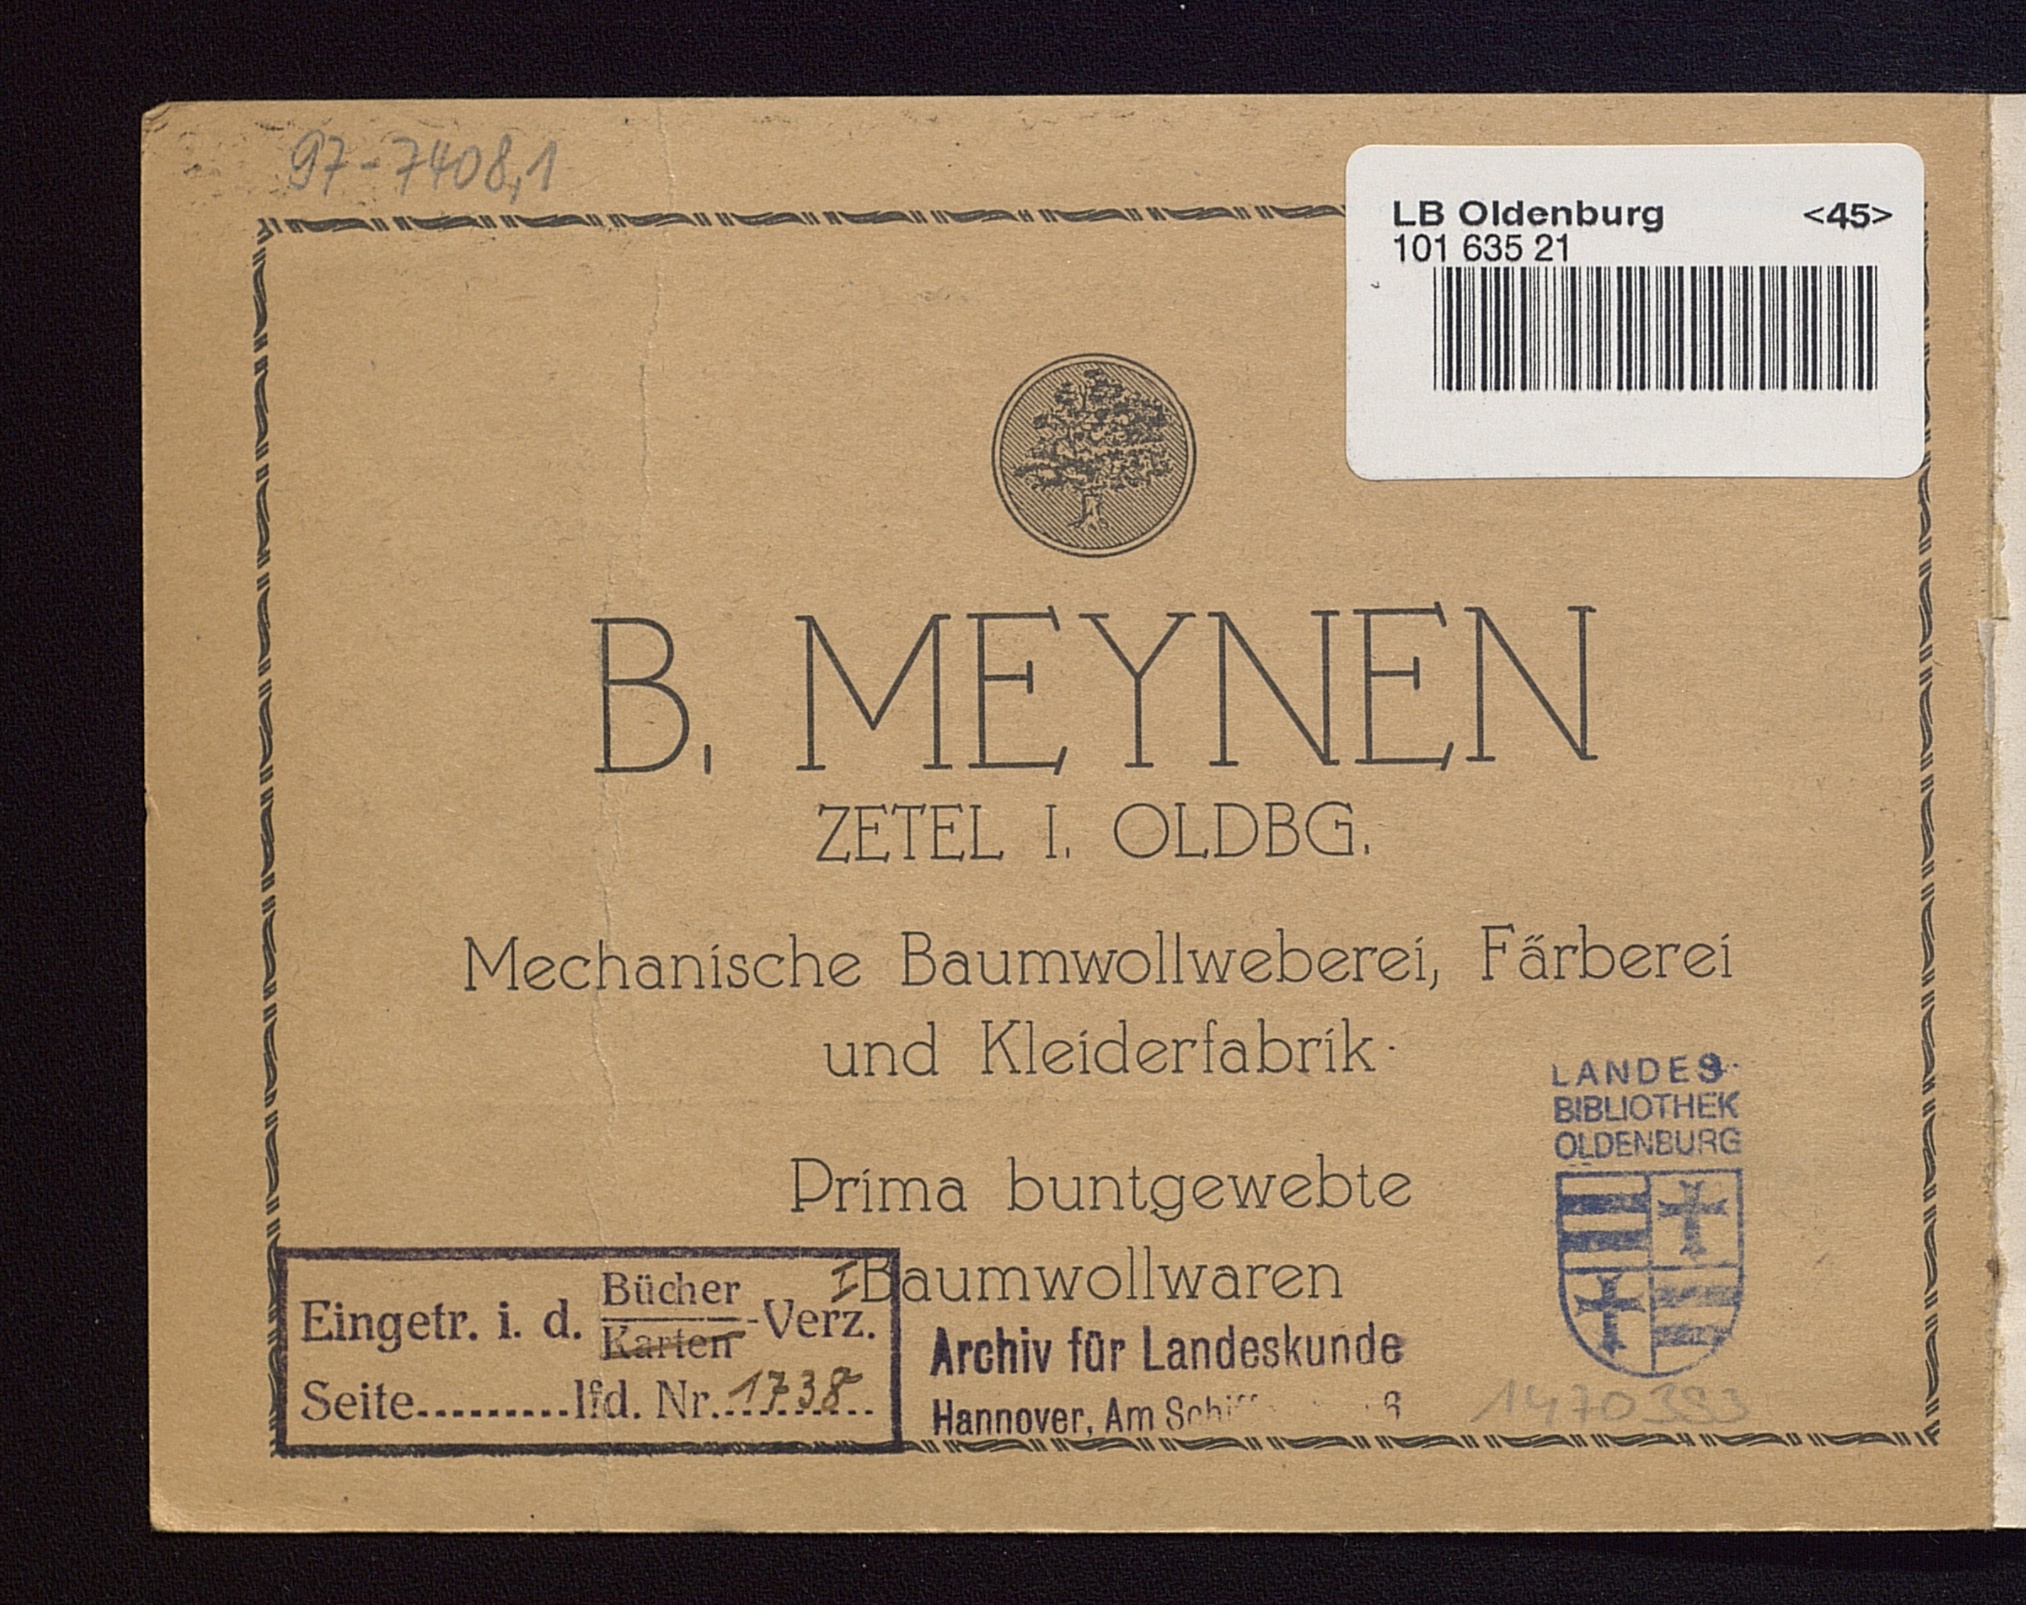 97-7408,1
LB Oldenburg <45>
101 635 21
B. MEYNEN
ZETEL I. OLDBG.
Mechanische Baumwollweberei, Färberei
und Kleiderfabrik.
Prima buntgewebte
Baumwollwaren
LANDES-
BIBLIOTHEK
OLDENBURG
Eingetr. i. d. Bücher
Karten -Verz. I
Seite..........lfd. Nr. 1738
Archiv für Landeskunde
Hannover, Am
1470393